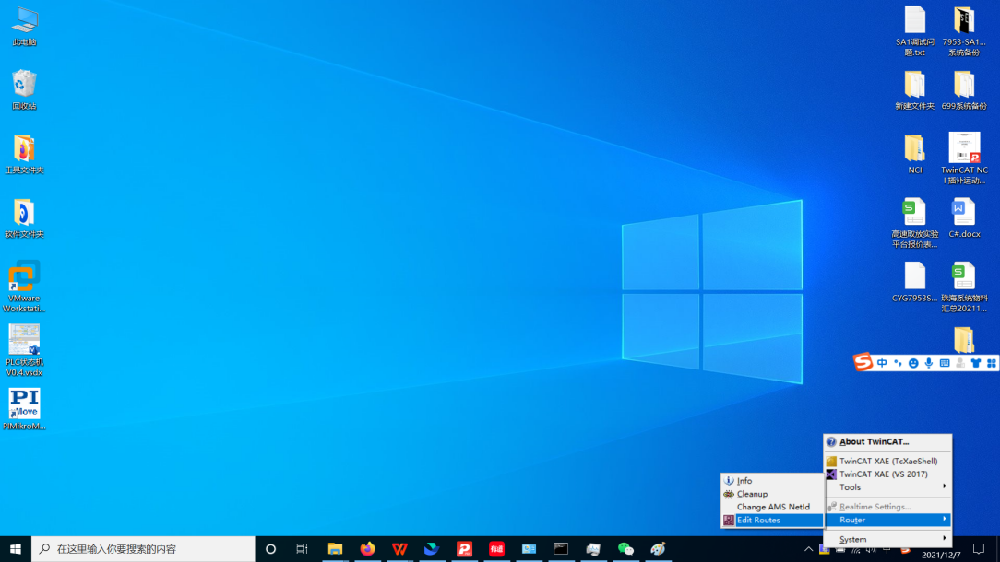 此电脑
回收站
工具文件夹
软件文件夹
VMware
Workstati...
PLC状态机
V0.4.vsdx
PI
Move
PIMikroM...
SA1调试问
题.txt
7953-SA1...
系统备份
新建文件夹
699系统备份
NCI
TwinCAT NC
I 插补运动...
高速取放实验
平台报价表...
C#.docx
CYG7953S...
珠海系统物料
汇总20211...
中
About TwinCAT...
TwinCAT XAE (TcXaeShell)
TwinCAT XAE (VS 2017)
Tools
Realtime Settings...
Router
System
Info
Cleanup
Change AMS NetId
Edit Routes
在这里输入你要搜索的内容
有道
中
2021/12/7